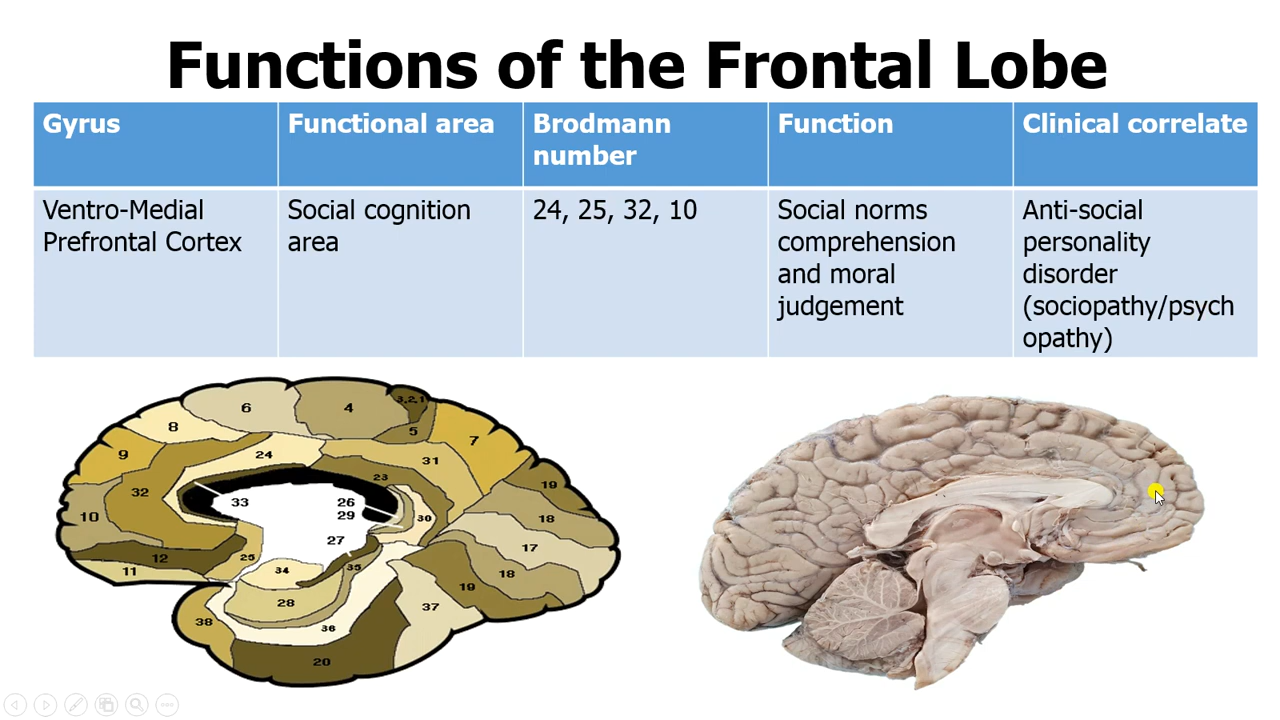 Functions of the Frontal Lobe
Gyrus
Functional area
Brodmann
number
Function
Clinical correlate
Ventro-Medial
Prefrontal Cortex
Social cognition
area
24, 25, 32, 10
Social norms
comprehension
and moral
judgement
Anti-social
personality
disorder
(sociopathy/psych
opathy)
6
4
3,2,1
8
5
7
9
24
31
23
32
19
33
26
10
29
30
18
27
17
12
25
11
34
35
18
19
28
37
38
36
20